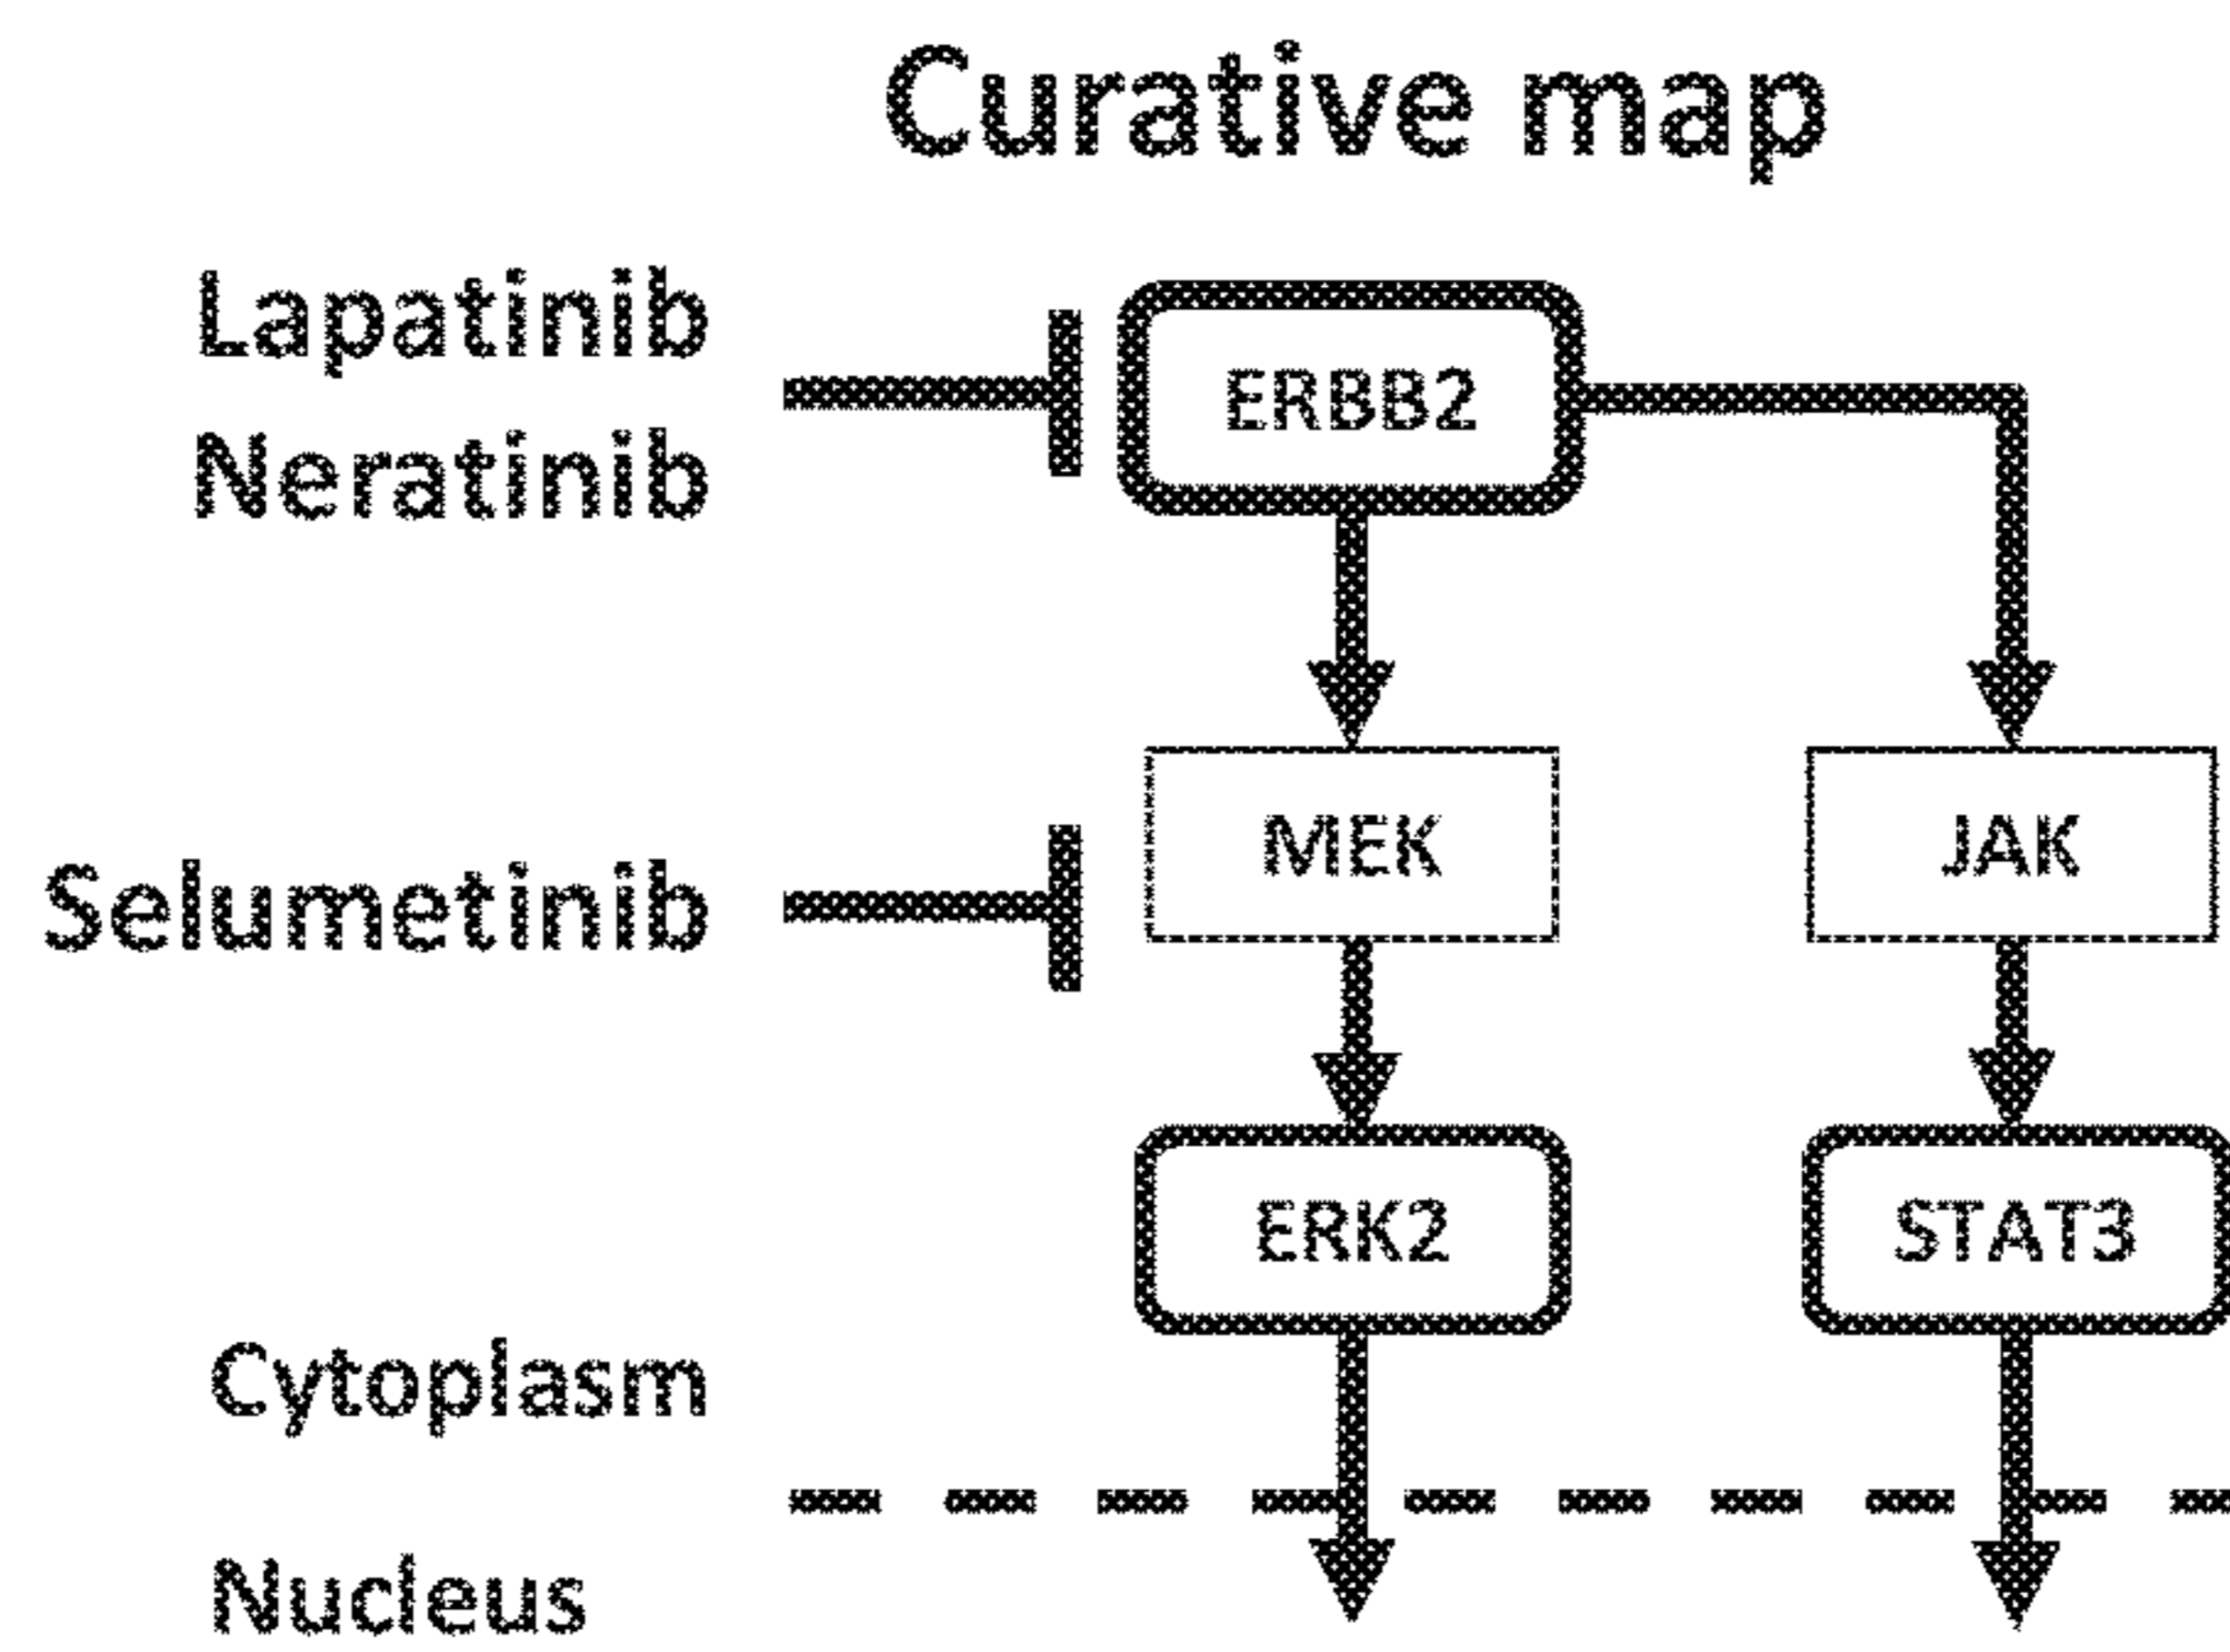 Curative map
Lapatinib
Neratinib
ERBB2
Selumetinib
MEK
JAK
ERK2
STAT3
Cytoplasm
Nucleus